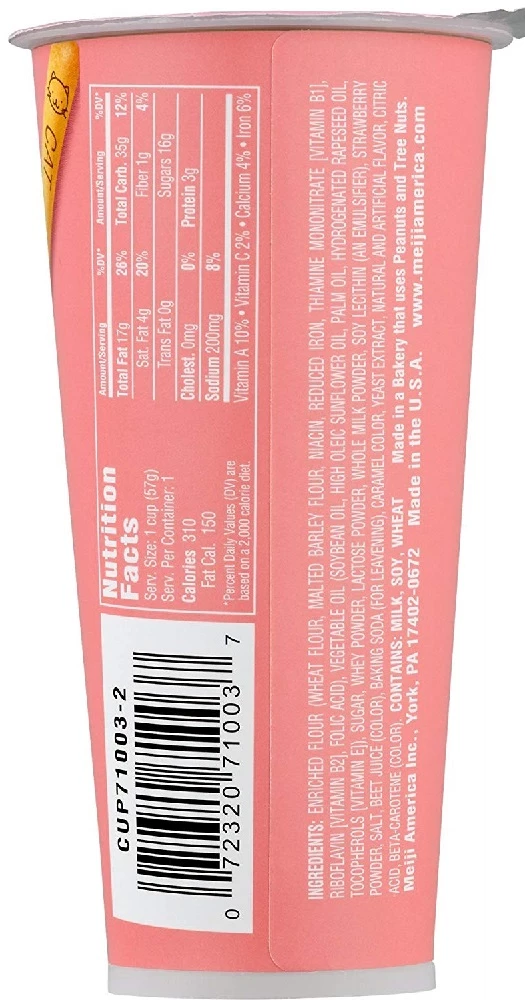 CUP71003-2
0 72320 71003 7
Nutrition
Facts
Serv. Size: 1 cup (57g)
Serv. Per Container: 1
Calories 310
Fat Cal. 150
*Percent Daily Values (DV) are
based on a 2,000 calorie diet.
Amount/Serving %DV* Amount/Serving %DV*
Total Fat 17g 26% Total Carb. 35g 12%
Sat. Fat 4g 20% Fiber 1g 4%
Trans Fat 0g Sugars 16g
Cholest. 0mg 0% Protein 3g
Sodium 200mg 8%
Vitamin A 10% • Vitamin C 2% • Calcium 4% • Iron 6%
CAT
INGREDIENTS: ENRICHED FLOUR (WHEAT FLOUR, MALTED BARLEY FLOUR, NIACIN, REDUCED IRON, THIAMINE MONONITRATE [VITAMIN B1],
RIBOFLAVIN [VITAMIN B2], FOLIC ACID), VEGETABLE OIL (SOYBEAN OIL, HIGH OLEIC SUNFLOWER OIL, PALM OIL, HYDROGENATED RAPESEED OIL,
TOCOPHEROLS [VITAMIN E]), SUGAR, WHEY POWDER, LACTOSE POWDER, WHOLE MILK POWDER, SOY LECITHIN (AN EMULSIFIER), STRAWBERRY
POWDER, SALT, BEET JUICE (COLOR), BAKING SODA (FOR LEAVENING), CARAMEL COLOR, YEAST EXTRACT, NATURAL AND ARTIFICIAL FLAVOR, CITRIC
ACID, BETA-CAROTENE (COLOR). CONTAINS: MILK, SOY, WHEAT Made in a Bakery that uses Peanuts and Tree Nuts.
Meiji America Inc., York, PA 17402-0672 Made in the U.S.A. www.meijiamerica.com